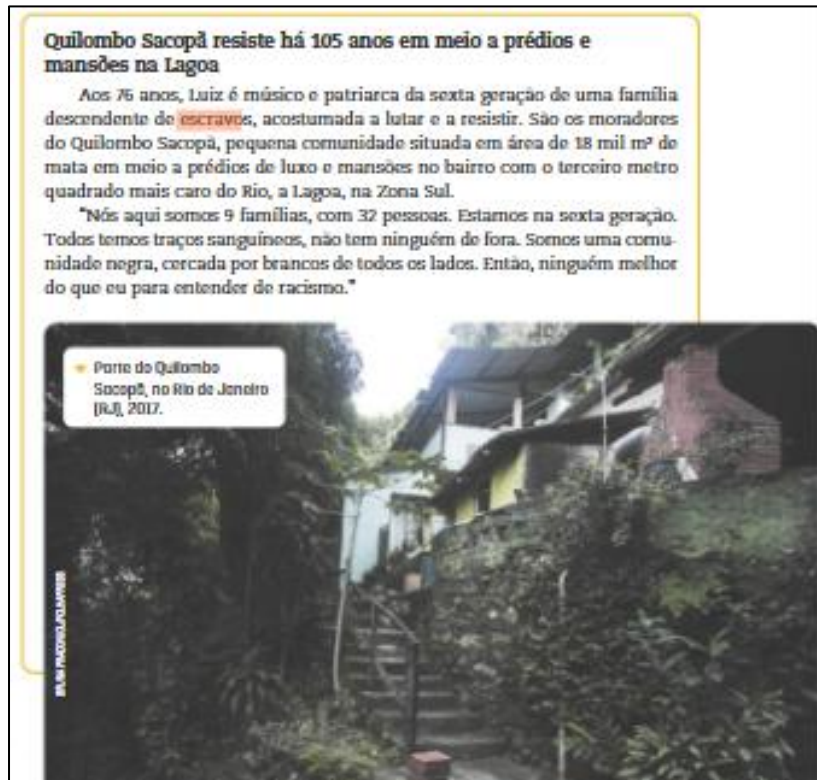 Quilombo Sacopã resiste há 105 anos em meio a prédios e
mansões na Lagoa
Aos 76 anos, Luiz é músico e patriarca da sexta geração de uma família
descendente de escravos, acostumada a lutar e a resistir. São os moradores
do Quilombo Sacopã, pequena comunidade situada em área de 18 mil m² de
mata em meio a prédios de luxo e mansões no bairro com o terceiro metro
quadrado mais caro do Rio, a Lagoa, na Zona Sul.
"Nós aqui somos 9 famílias, com 32 pessoas. Estamos na sexta geração.
Todos temos traços sanguíneos, não tem ninguém de fora. Somos uma comu-
nidade negra, cercada por brancos de todos os lados. Então, ninguém melhor
do que eu para entender de racismo."
Parte do Quilombo
Sacopã, no Rio de Janeiro
(RJ), 2017.